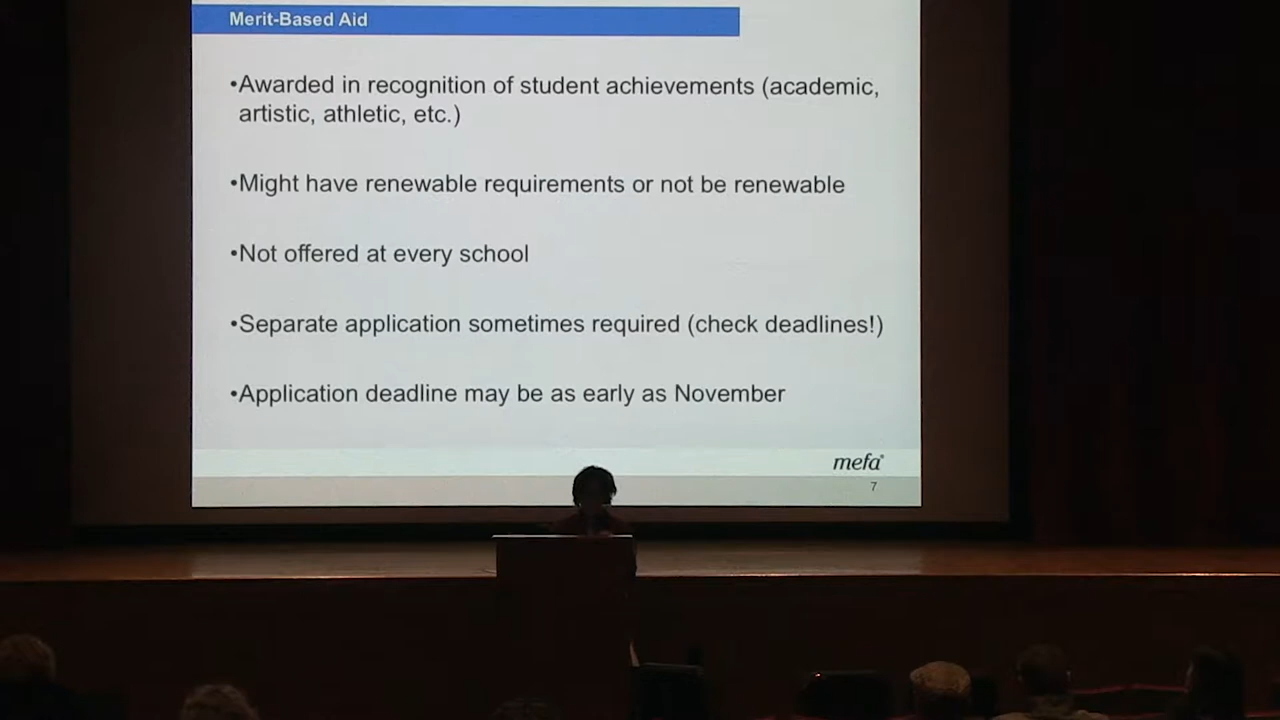 Merit-Based Aid
•Awarded in recognition of student achievements (academic,
artistic, athletic, etc.)
•Might have renewable requirements or not be renewable
•Not offered at every school
•Separate application sometimes required (check deadlines!)
•Application deadline may be as early as November
mefa®
7